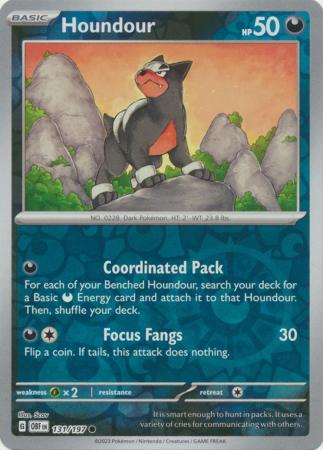 BASIC
Houndour
HP 50
NO. 0228. Dark Pokémon. HT: 2' WT: 23.8 lbs.
Coordinated Pack
For each of your Benched Houndour, search your deck for
a Basic Energy card and attach it to that Houndour.
Then, shuffle your deck.
Focus Fangs 30
Flip a coin. If tails, this attack does nothing.
weakness ×2 resistance retreat
Illus. Scav
G OBF EN 131/197
It is smart enough to hunt in packs. It uses a
variety of cries for communicating with others.
©2023 Pokémon / Nintendo / Creatures / GAME FREAK